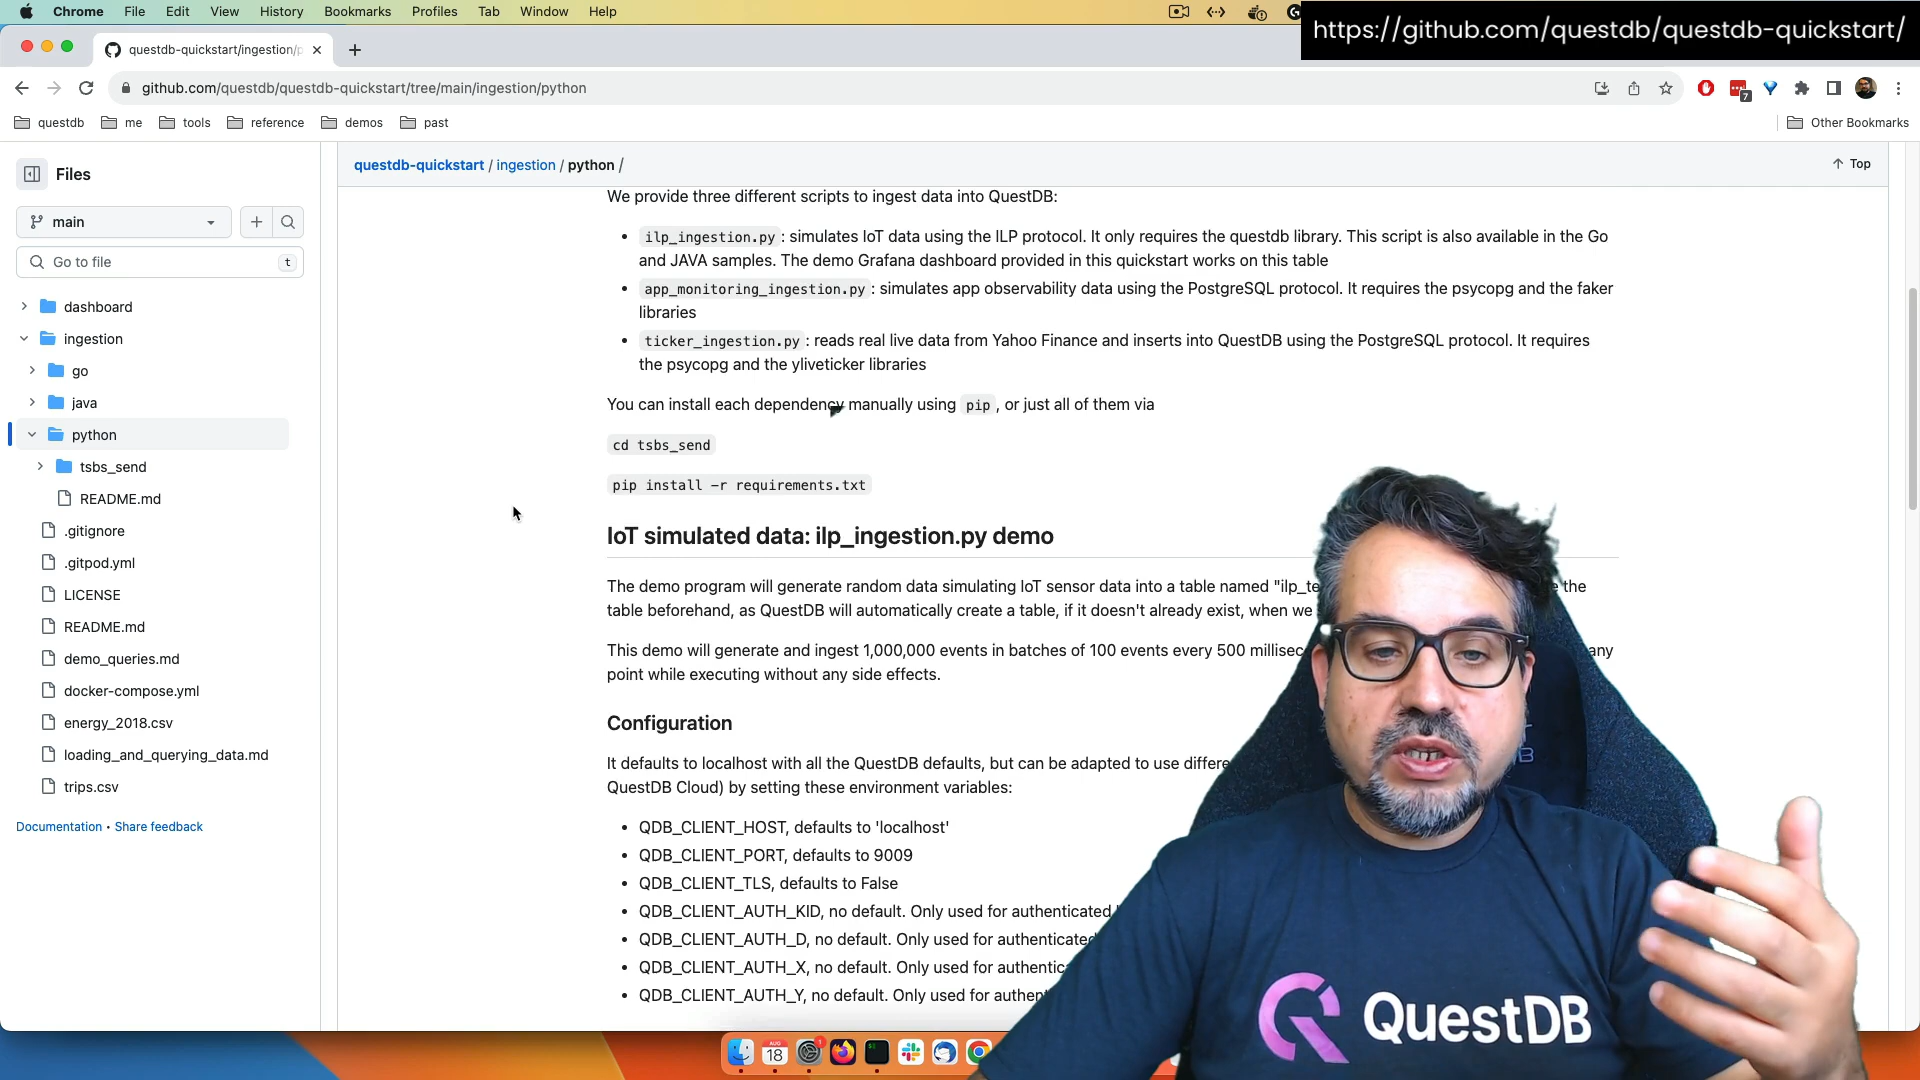 Chrome File Edit View History Bookmarks Profiles Tab Window Help
https://github.com/questdb/questdb-quickstart/
questdb-quickstart/ingestion/p
github.com/questdb/questdb-quickstart/tree/main/ingestion/python
7
questdb me tools reference demos past Other Bookmarks
Files
main
Go to file t
dashboard
ingestion
go
java
python
tsbs_send
README.md
.gitignore
.gitpod.yml
LICENSE
README.md
demo_queries.md
docker-compose.yml
energy_2018.csv
loading_and_querying_data.md
trips.csv
Documentation • Share feedback
questdb-quickstart / ingestion / python /
Top
We provide three different scripts to ingest data into QuestDB:
• ilp_ingestion.py : simulates IoT data using the ILP protocol. It only requires the questdb library. This script is also available in the Go
and JAVA samples. The demo Grafana dashboard provided in this quickstart works on this table
• app_monitoring_ingestion.py : simulates app observability data using the PostgreSQL protocol. It requires the psycopg and the faker
libraries
• ticker_ingestion.py : reads real live data from Yahoo Finance and inserts into QuestDB using the PostgreSQL protocol. It requires
the psycopg and the yliveticker libraries
You can install each dependency manually using pip , or just all of them via
cd tsbs_send
pip install -r requirements.txt
IoT simulated data: ilp_ingestion.py demo
The demo program will generate random data simulating IoT sensor data into a table named "ilp_te the
table beforehand, as QuestDB will automatically create a table, if it doesn't already exist, when we
This demo will generate and ingest 1,000,000 events in batches of 100 events every 500 millisec any
point while executing without any side effects.
Configuration
It defaults to localhost with all the QuestDB defaults, but can be adapted to use differe
QuestDB Cloud) by setting these environment variables:
• QDB_CLIENT_HOST, defaults to 'localhost'
• QDB_CLIENT_PORT, defaults to 9009
• QDB_CLIENT_TLS, defaults to False
• QDB_CLIENT_AUTH_KID, no default. Only used for authenticated
• QDB_CLIENT_AUTH_D, no default. Only used for authenticated
• QDB_CLIENT_AUTH_X, no default. Only used for authentic
• QDB_CLIENT_AUTH_Y, no default. Only used for authent
QuestDB
AUG
18
1